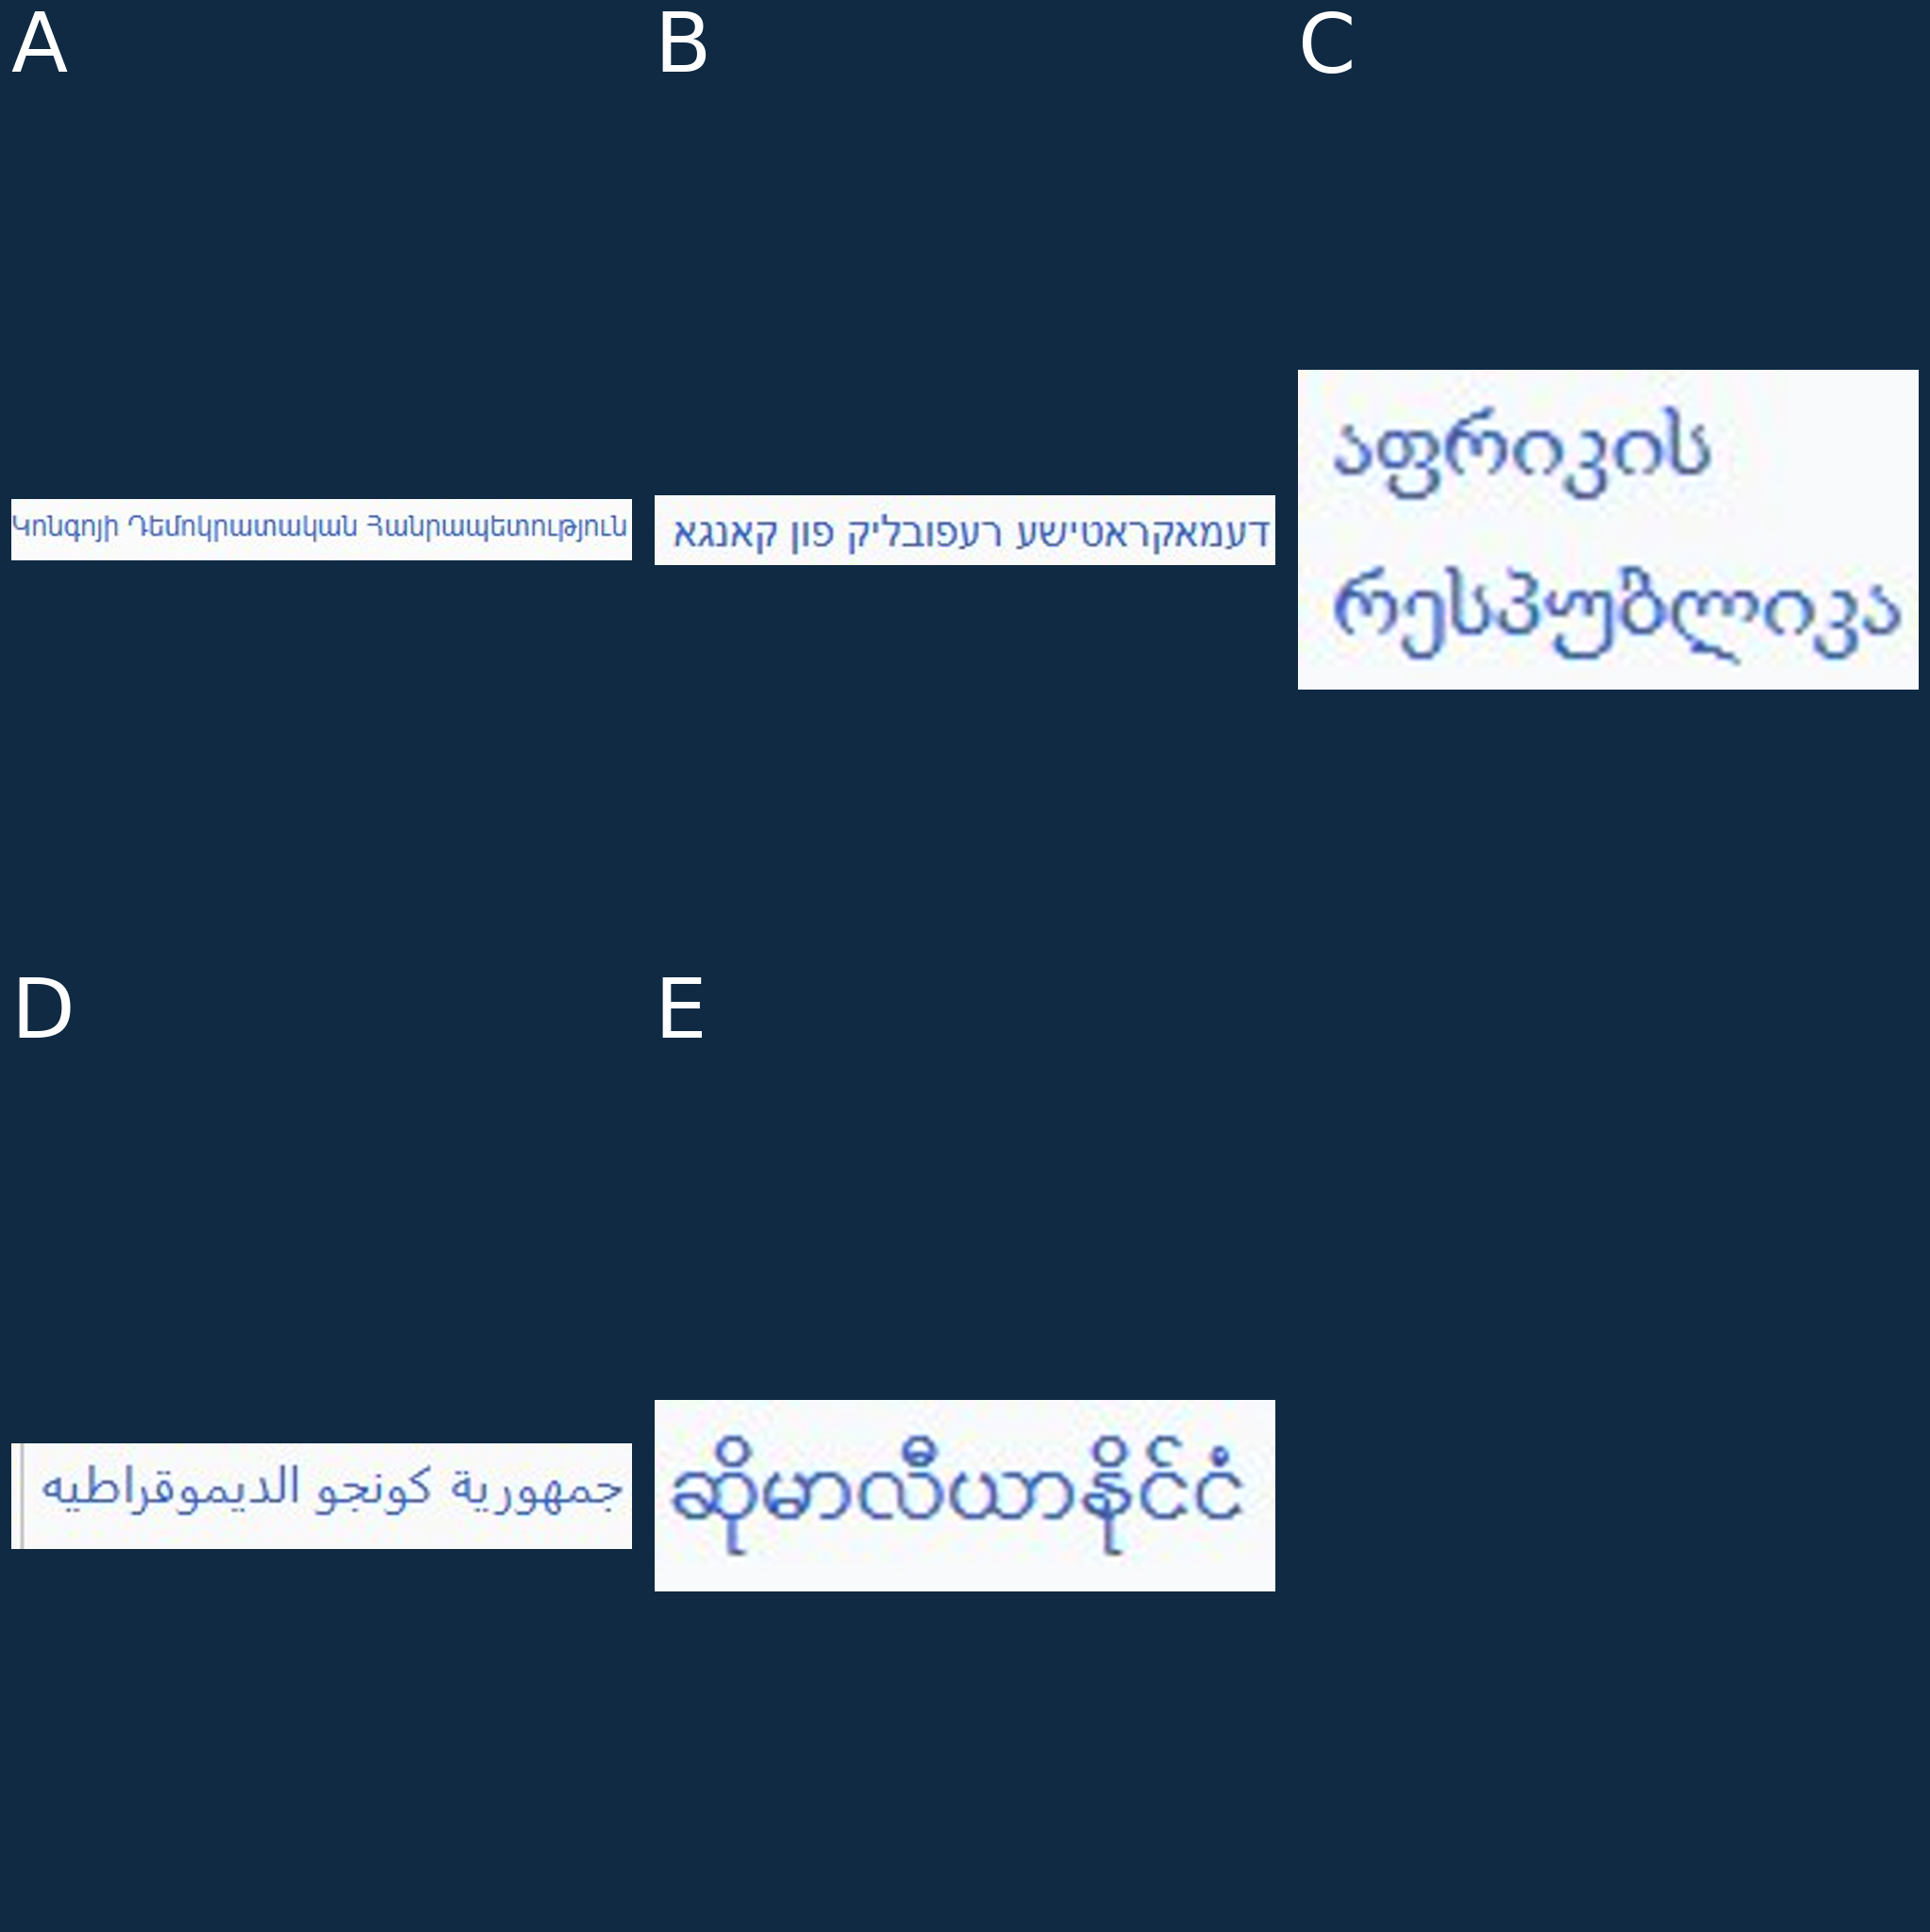 A
B
C
Կոնգոյի Դեմոկրատական Հանրապետություն
דעמאקראטישע רעפובליק פון קאנגא
აფრიკის
რესპუბლიკა
D
E
جمهورية كونجو الديموقراطيه
ဆိုမာလီယာနိုင်ငံ